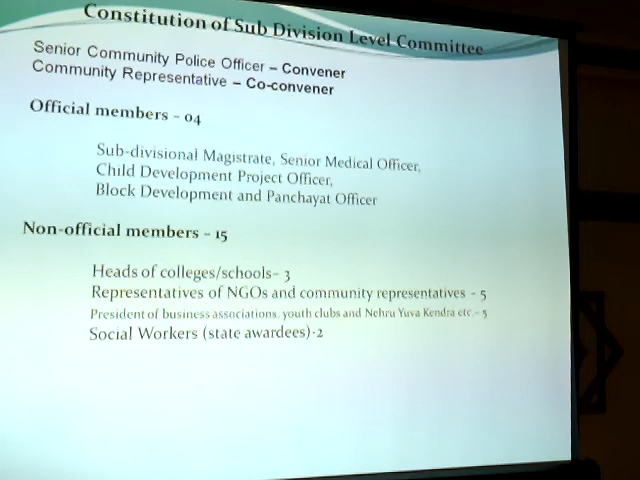 Constitution of Sub Division Level Committee
Senior Community Police Officer – Convener
Community Representative – Co-convener
Official members - 04
Sub-divisional Magistrate, Senior Medical Officer,
Child Development Project Officer,
Block Development and Panchayat Officer
Non-official members - 15
Heads of colleges/schools- 3
Representatives of NGOs and community representatives - 5
President of business associations, youth clubs and Nehru Yuva Kendra etc.- 5
Social Workers (state awardees)-2